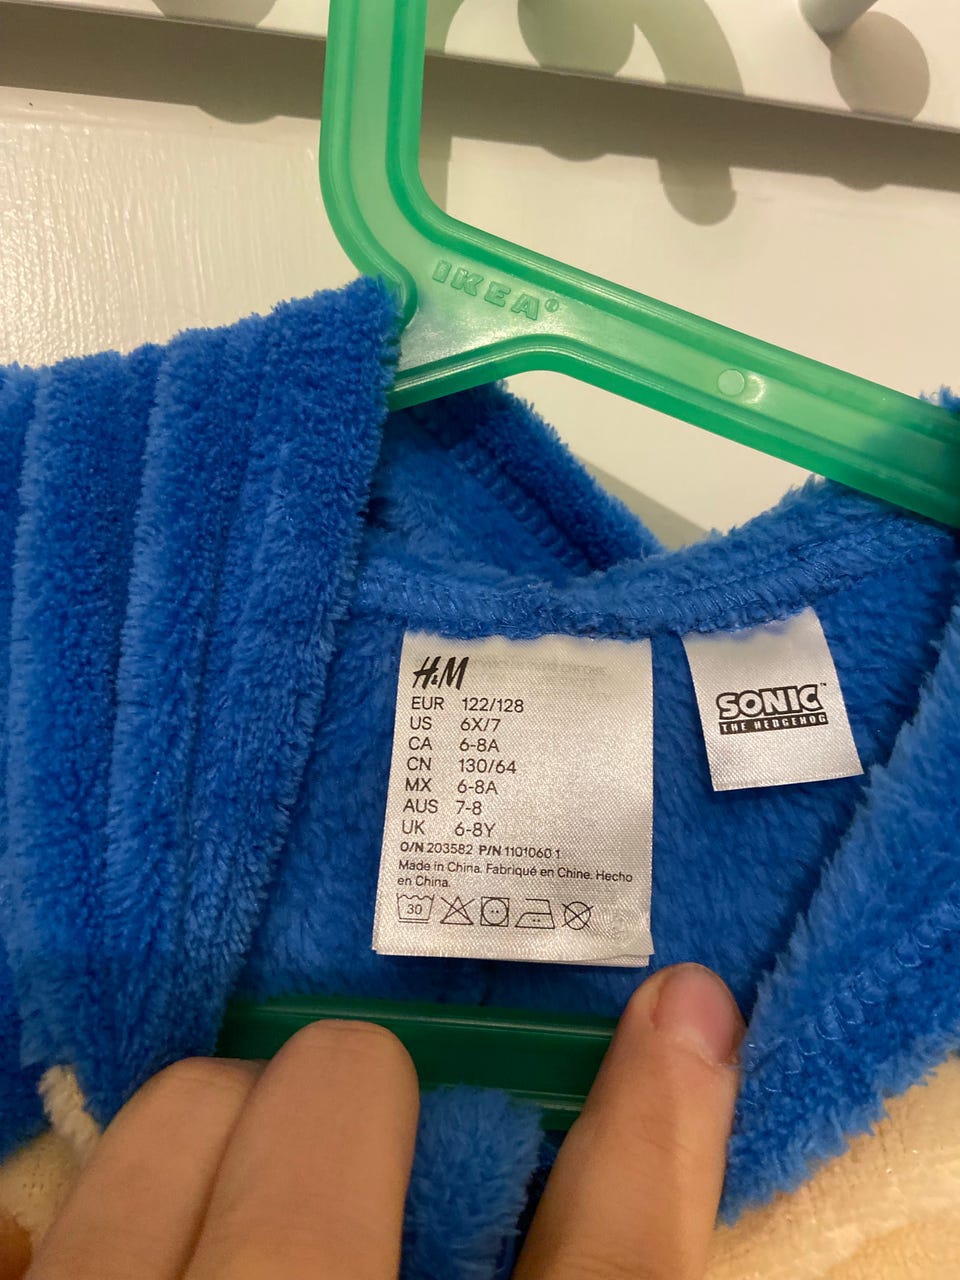 IKEA®
H&M
EUR 122/128
US 6X/7
CA 6-8A
CN 130/64
MX 6-8A
AUS 7-8
UK 6-8Y
O/N 203582 P/N 1101060 1
Made in China. Fabriqué en Chine. Hecho
en China.
30
SONIC™
THE HEDGEHOG